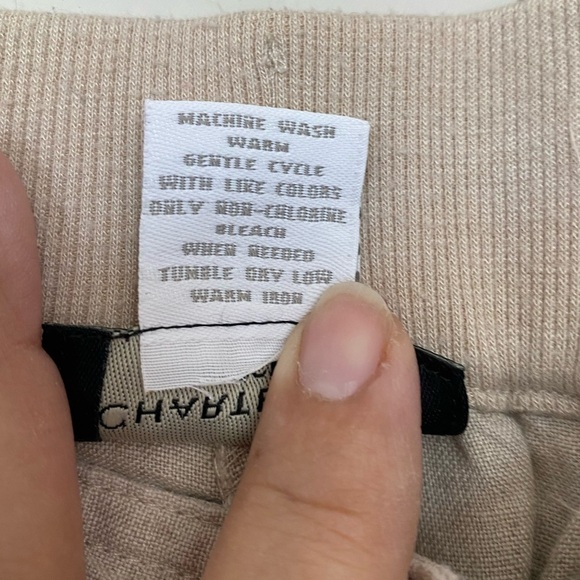 MACHINE WASH
WARM
GENTLE CYCLE
WITH LIKE COLORS
ONLY NON-CHLORINE
BLEACH
WHEN NEEDED
TUMBLE DRY LOW
WARM IRON